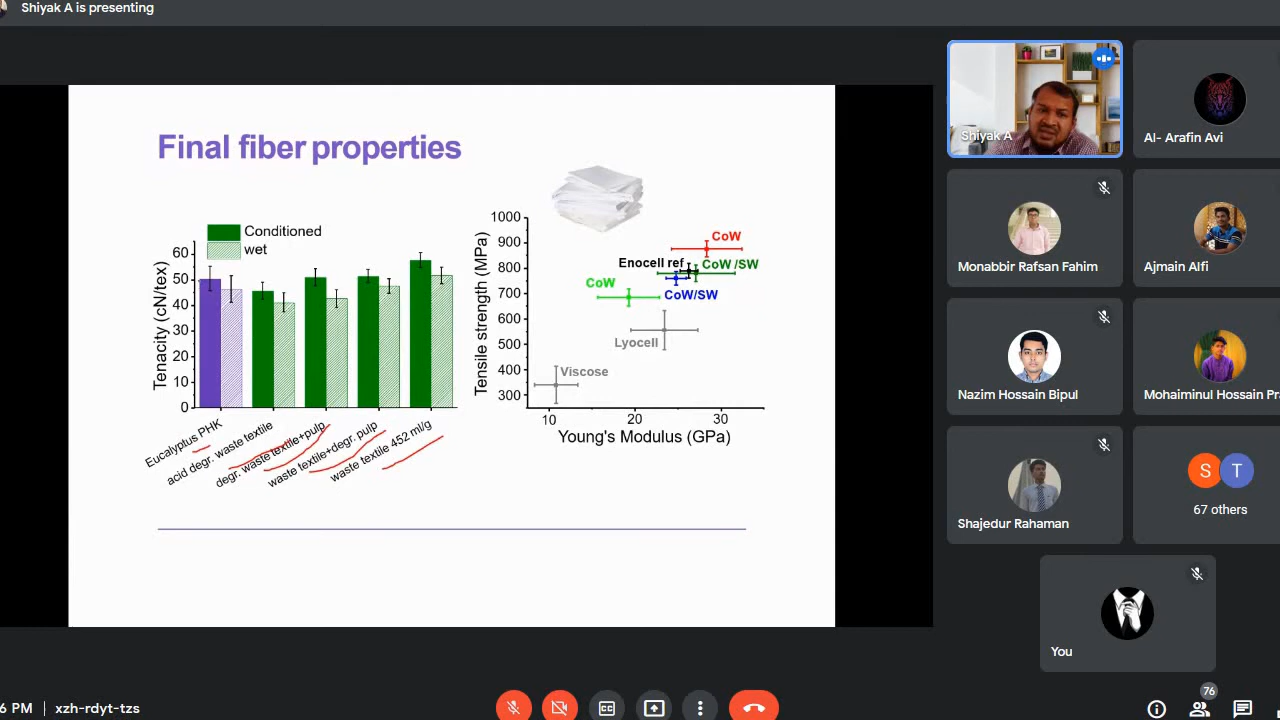 Shiyak A is presenting
Final fiber properties
Conditioned
wet
Tenacity (cN/tex)
60
50
40
30
20
10
0
Eucalyptus PHK
acid degr. waste textile
degr. waste textile+pulp
waste textile+degr. pulp
waste textile 452 ml/g
Tensile strength (MPa)
1000
900
800
700
600
500
400
300
CoW
Enocell ref
CoW /SW
CoW
CoW/SW
Lyocell
Viscose
10
20
30
Young's Modulus (GPa)
Shiyak A
Al- Arafin Avi
Monabbir Rafsan Fahim
Ajmain Alfi
Nazim Hossain Bipul
Mohaiminul Hossain Pr
Shajedur Rahaman
S
T
67 others
You
6 PM | xzh-rdyt-tzs
CC
76